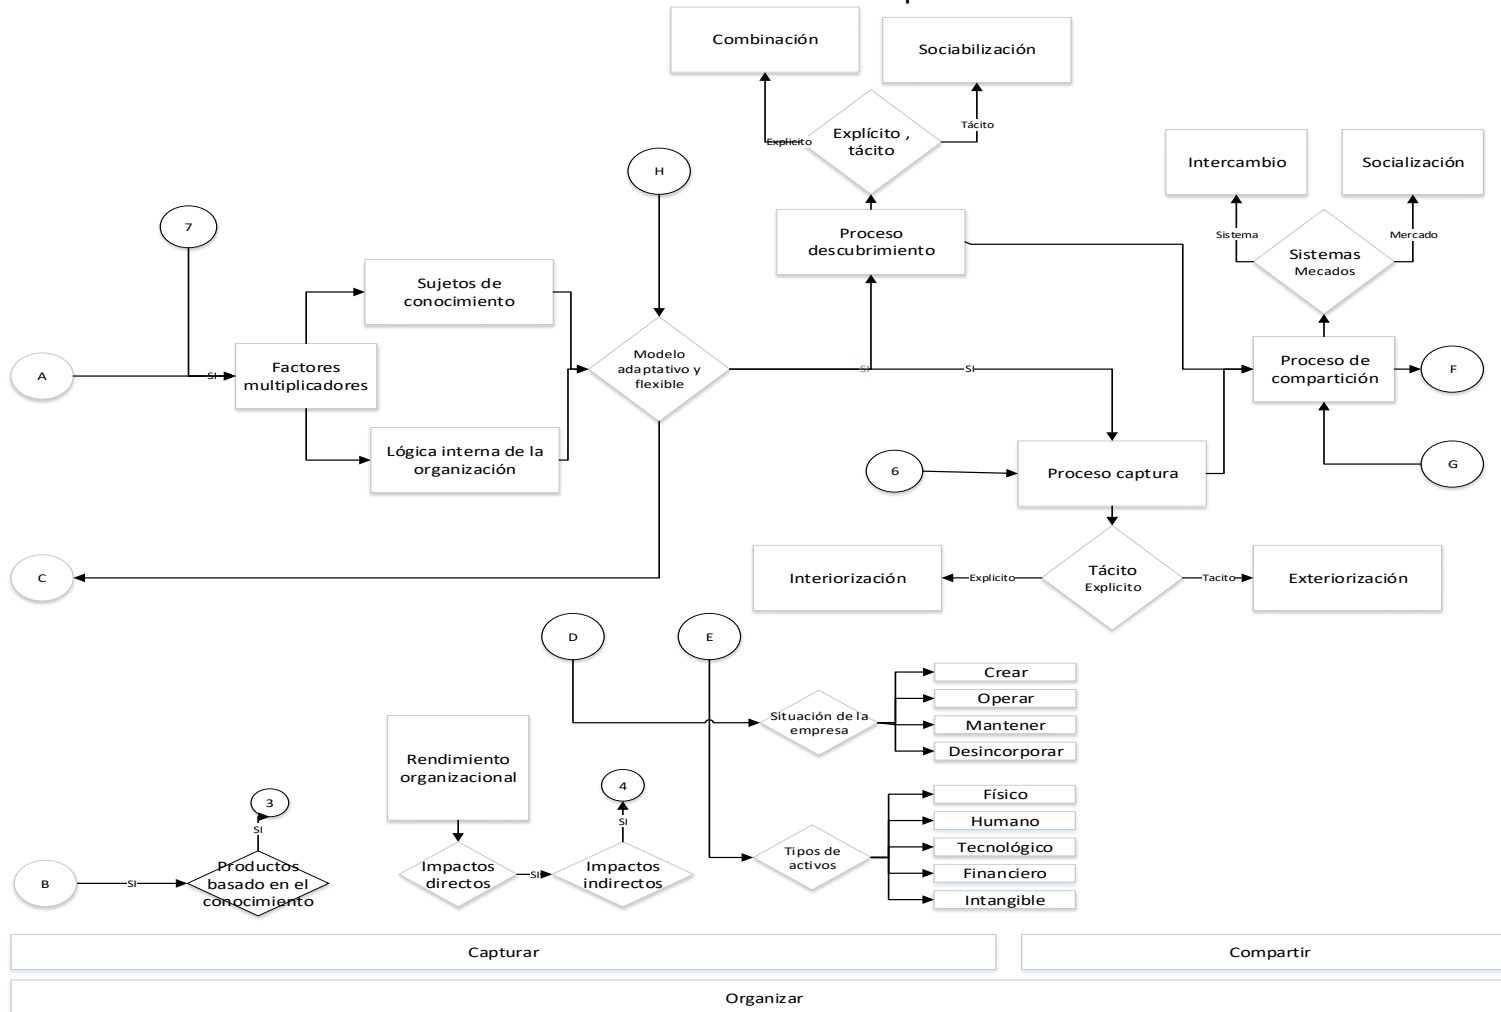 Combinación
Sociabilización
Explícito ,
tácito
Explicito
Tácito
H
7
Intercambio
Socialización
Sistema
Mercado
Sistemas
Mecados
Proceso
descubrimiento
Sujetos de
conocimiento
Modelo
adaptativo y
flexible
A
SI
Factores
multiplicadores
SI
SI
Proceso de
compartición
F
Lógica interna de la
organización
6
Proceso captura
G
C
Interiorización
Explicito
Tácito
Explicito
Tacito
Exteriorización
D
E
Crear
Operar
Mantener
Desincorporar
Situación de la
empresa
Rendimiento
organizacional
4
SI
3
SI
Físico
Humano
Tecnológico
Financiero
Intangible
Tipos de
activos
B
SI
Productos
basado en el
conocimiento
Impactos
directos
SI
Impactos
indirectos
Capturar
Compartir
Organizar